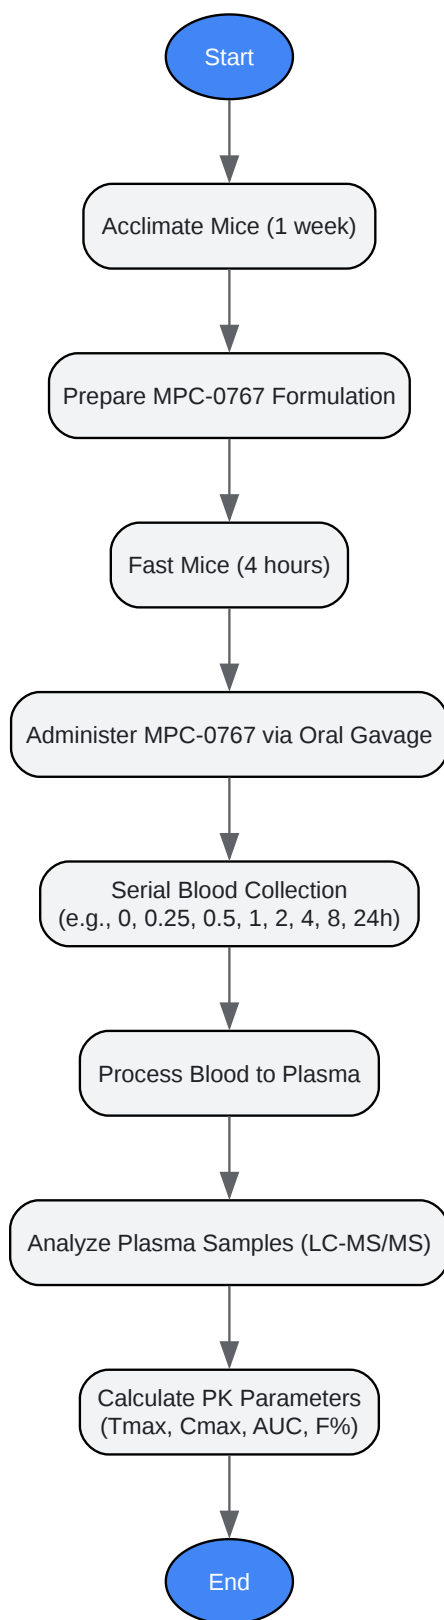 Start
Acclimate Mice (1 week)
Prepare MPC-0767 Formulation
Fast Mice (4 hours)
Administer MPC-0767 via Oral Gavage
Serial Blood Collection
(e.g., 0, 0.25, 0.5, 1, 2, 4, 8, 24h)
Process Blood to Plasma
Analyze Plasma Samples (LC-MS/MS)
Calculate PK Parameters
(Tmax, Cmax, AUC, F%)
End